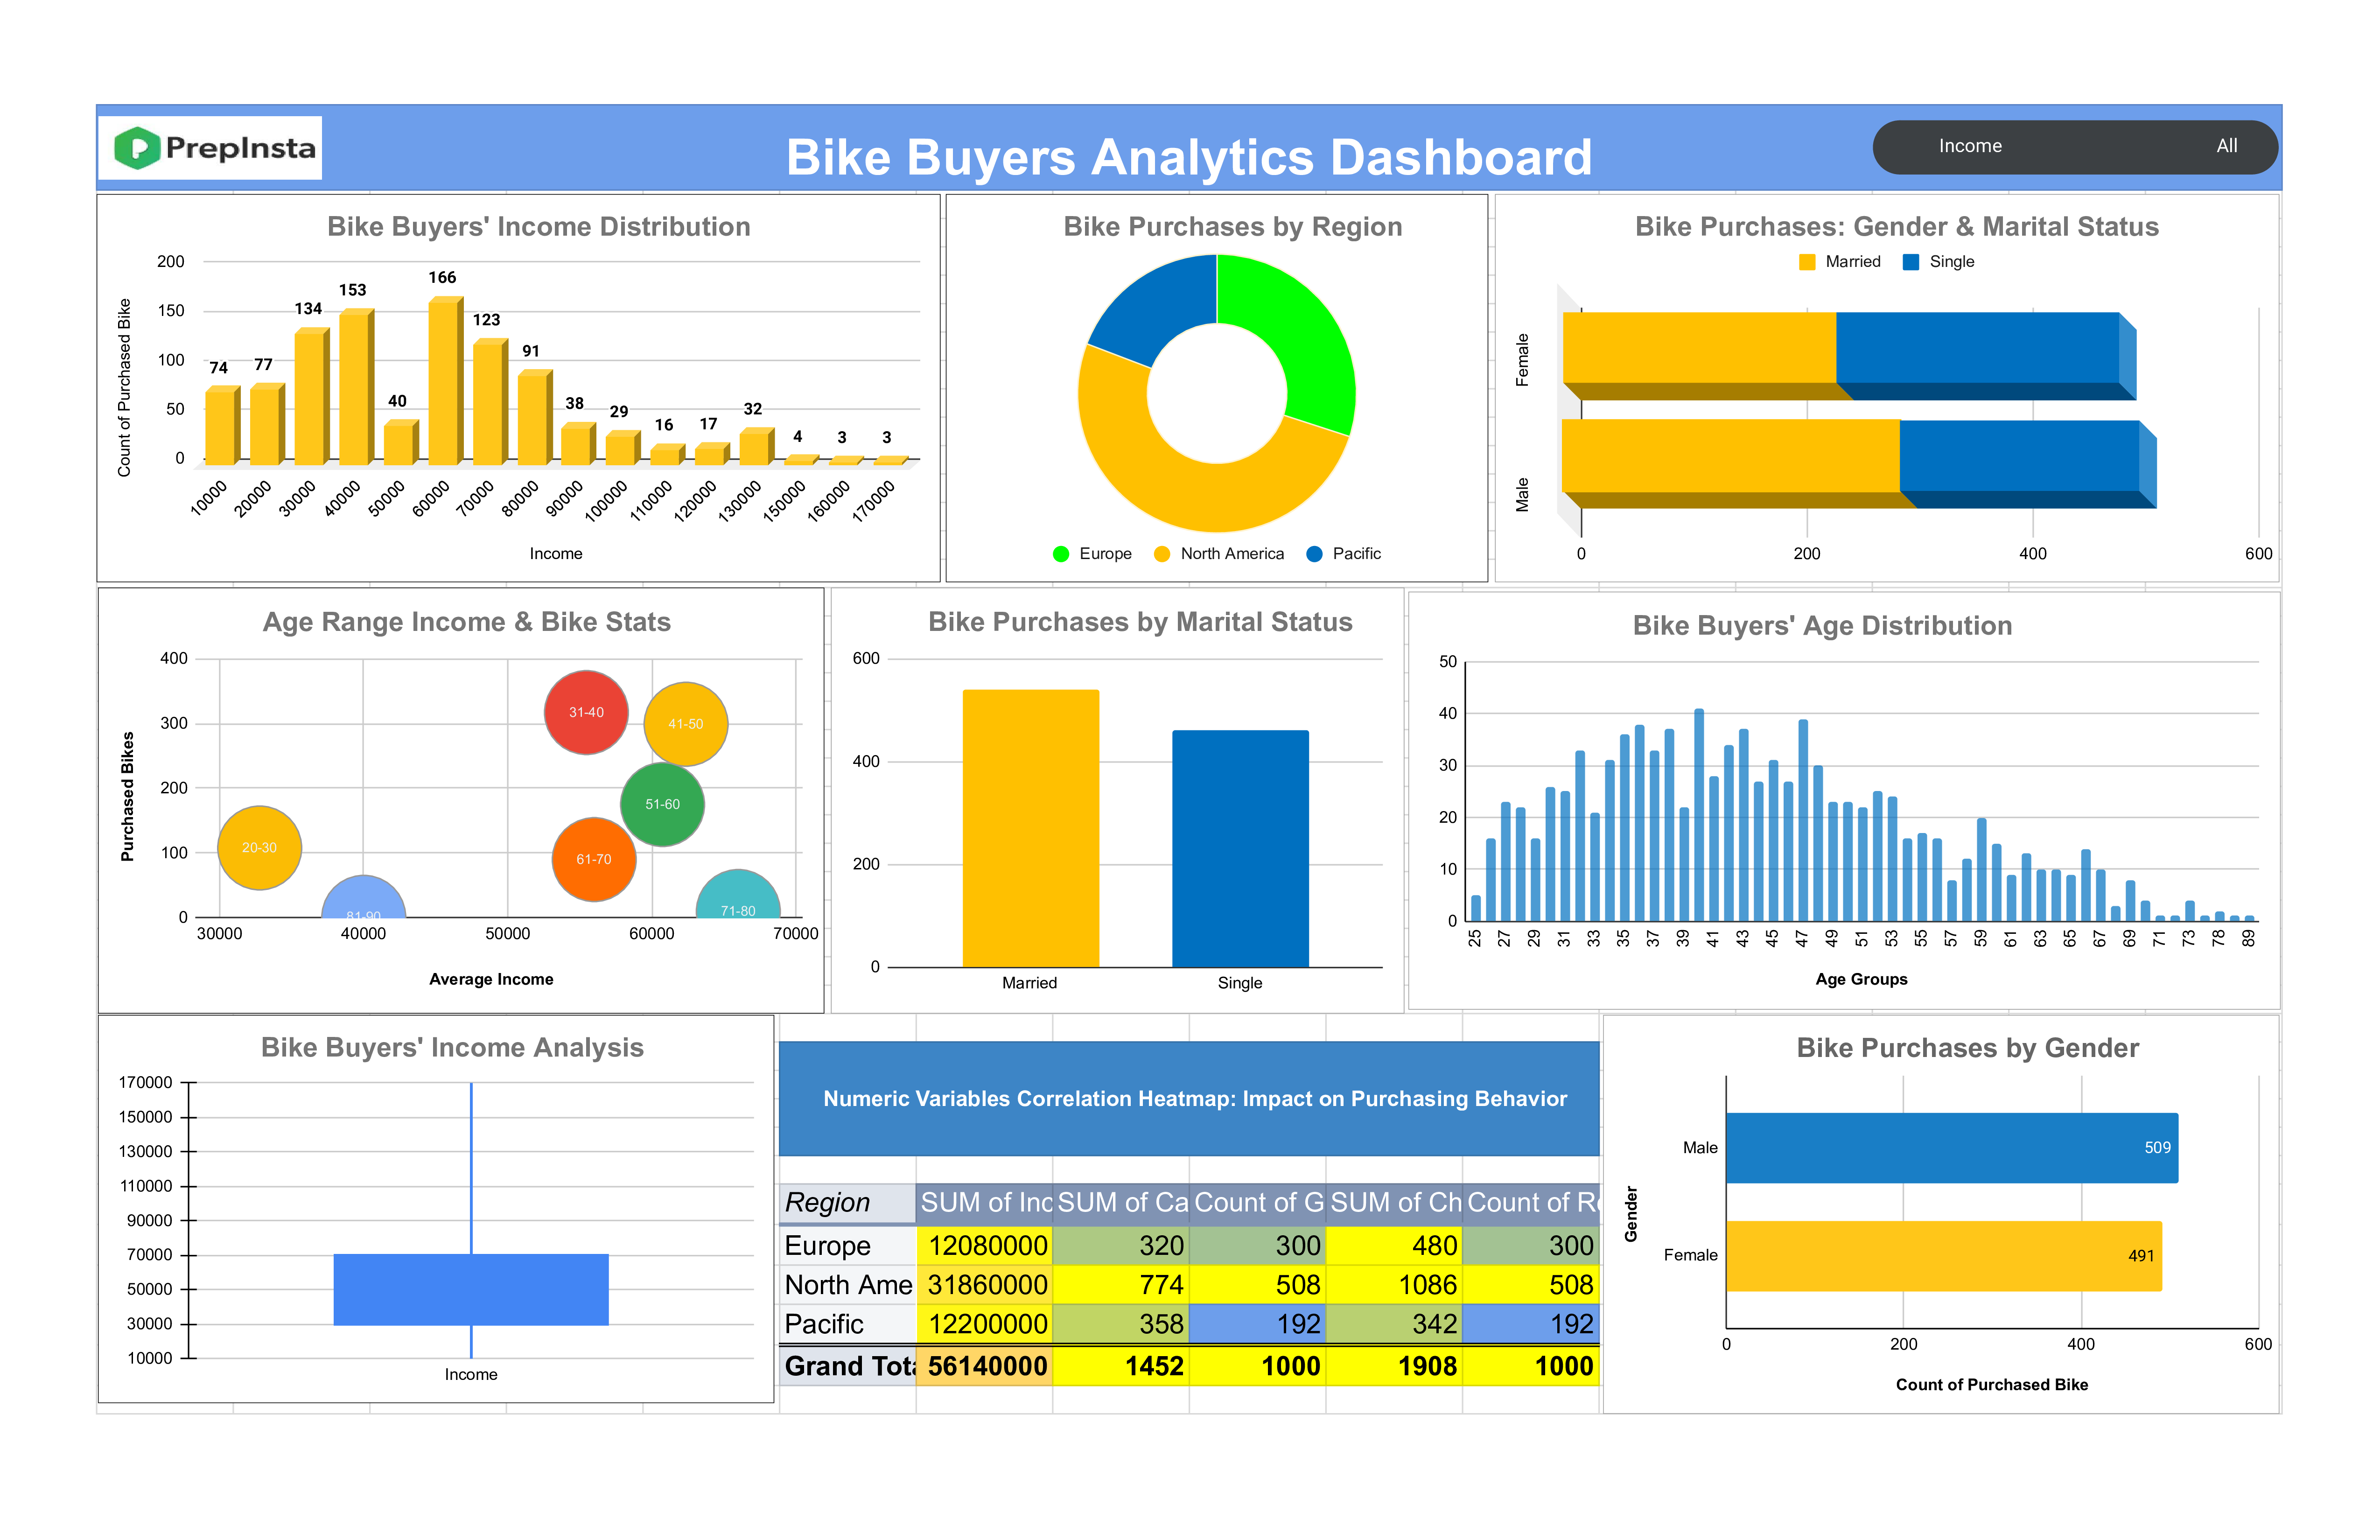 PrepInsta
Bike Buyers Analytics Dashboard
Income All
Bike Buyers' Income Distribution
Count of Purchased Bike
200
150
100
50
0
74 77 134 153 40 166 123 91 38 29 16 17 32 4 3 3
10000 20000 30000 40000 50000 60000 70000 80000 90000 100000 110000 120000 130000 150000 160000 170000
Income
Bike Purchases by Region
Europe North America Pacific
Bike Purchases: Gender & Marital Status
Married Single
Female
Male
0 200 400 600
Age Range Income & Bike Stats
Purchased Bikes
400
300
200
100
0
31-40
41-50
51-60
20-30
61-70
81-90
71-80
30000 40000 50000 60000 70000
Average Income
Bike Purchases by Marital Status
600
400
200
0
Married Single
Bike Buyers' Age Distribution
50
40
30
20
10
0
25 27 29 31 33 35 37 39 41 43 45 47 49 51 53 55 57 59 61 63 65 67 69 71 73 78 89
Age Groups
Bike Buyers' Income Analysis
170000
150000
130000
110000
90000
70000
50000
30000
10000
Income
Numeric Variables Correlation Heatmap: Impact on Purchasing Behavior
Region SUM of Inc SUM of Ca Count of G SUM of Ch Count of Re
Europe 12080000 320 300 480 300
North Ame 31860000 774 508 1086 508
Pacific 12200000 358 192 342 192
Grand Tota 56140000 1452 1000 1908 1000
Bike Purchases by Gender
Gender
Male 509
Female 491
0 200 400 600
Count of Purchased Bike